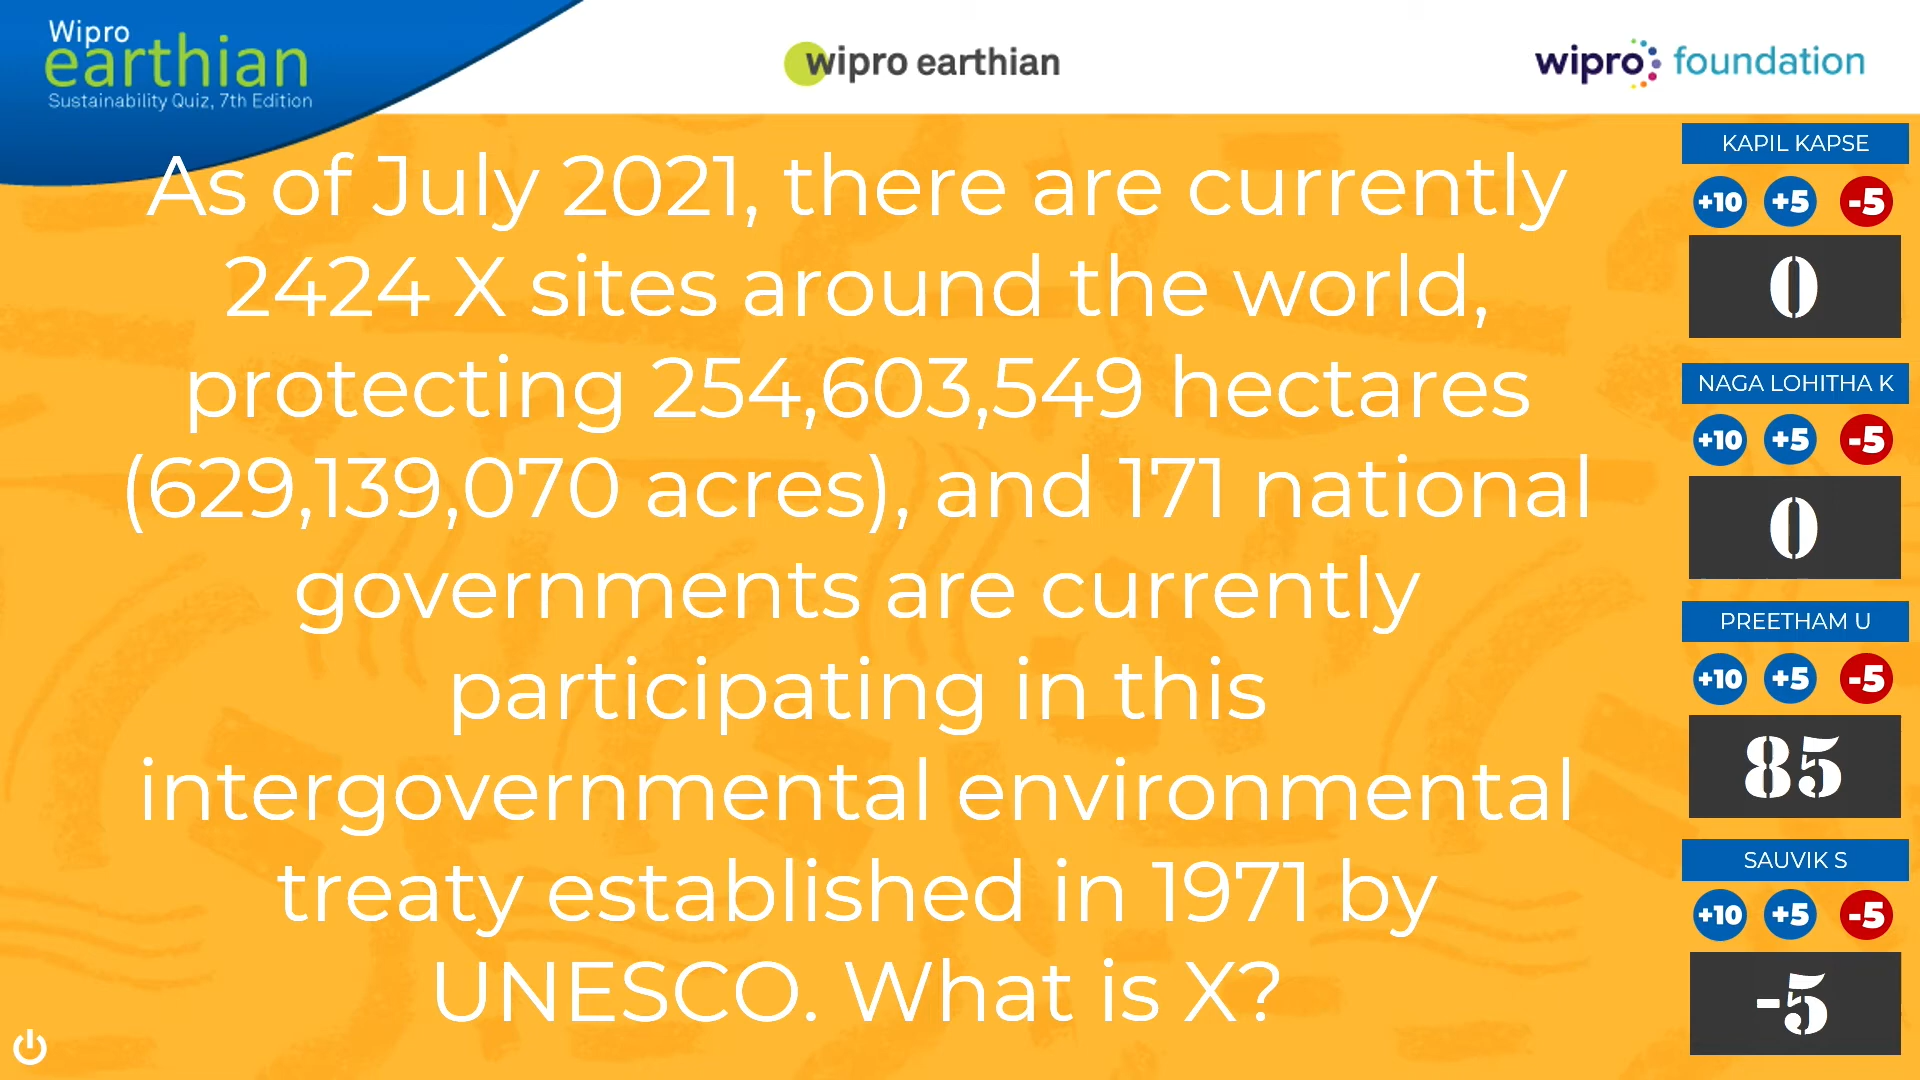 Wipro
earthian
Sustainability Quiz, 7th Edition
wipro earthian
wipro foundation
As of July 2021, there are currently
2424 X sites around the world,
protecting 254,603,549 hectares
(629,139,070 acres), and 171 national
governments are currently
participating in this
intergovernmental environmental
treaty established in 1971 by
UNESCO. What is X?
KAPIL KAPSE
+10 +5 -5
0
NAGA LOHITHA K
+10 +5 -5
0
PREETHAM U
+10 +5 -5
85
SAUVIK S
+10 +5 -5
-5